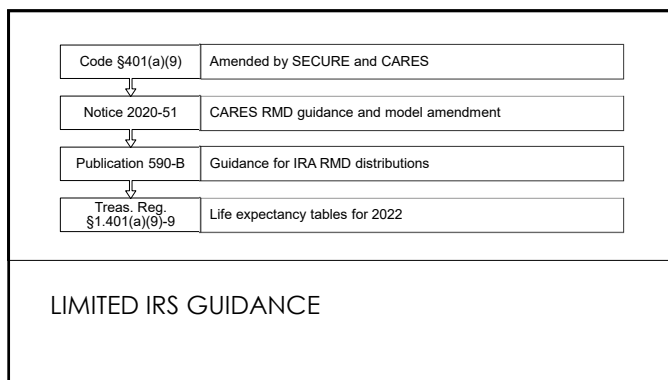 Code §401(a)(9) Amended by SECURE and CARES
Notice 2020-51 CARES RMD guidance and model amendment
Publication 590-B Guidance for IRA RMD distributions
Treas. Reg.
§1.401(a)(9)-9 Life expectancy tables for 2022
LIMITED IRS GUIDANCE